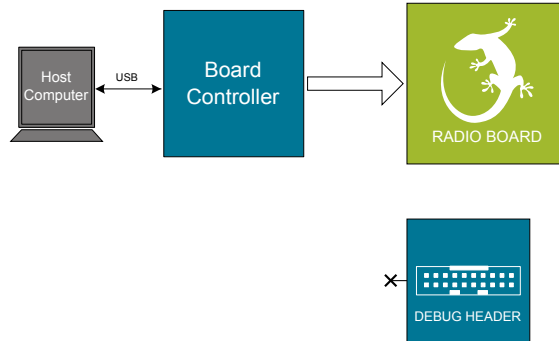 Host
Computer
USB
Board
Controller
RADIO BOARD
DEBUG HEADER